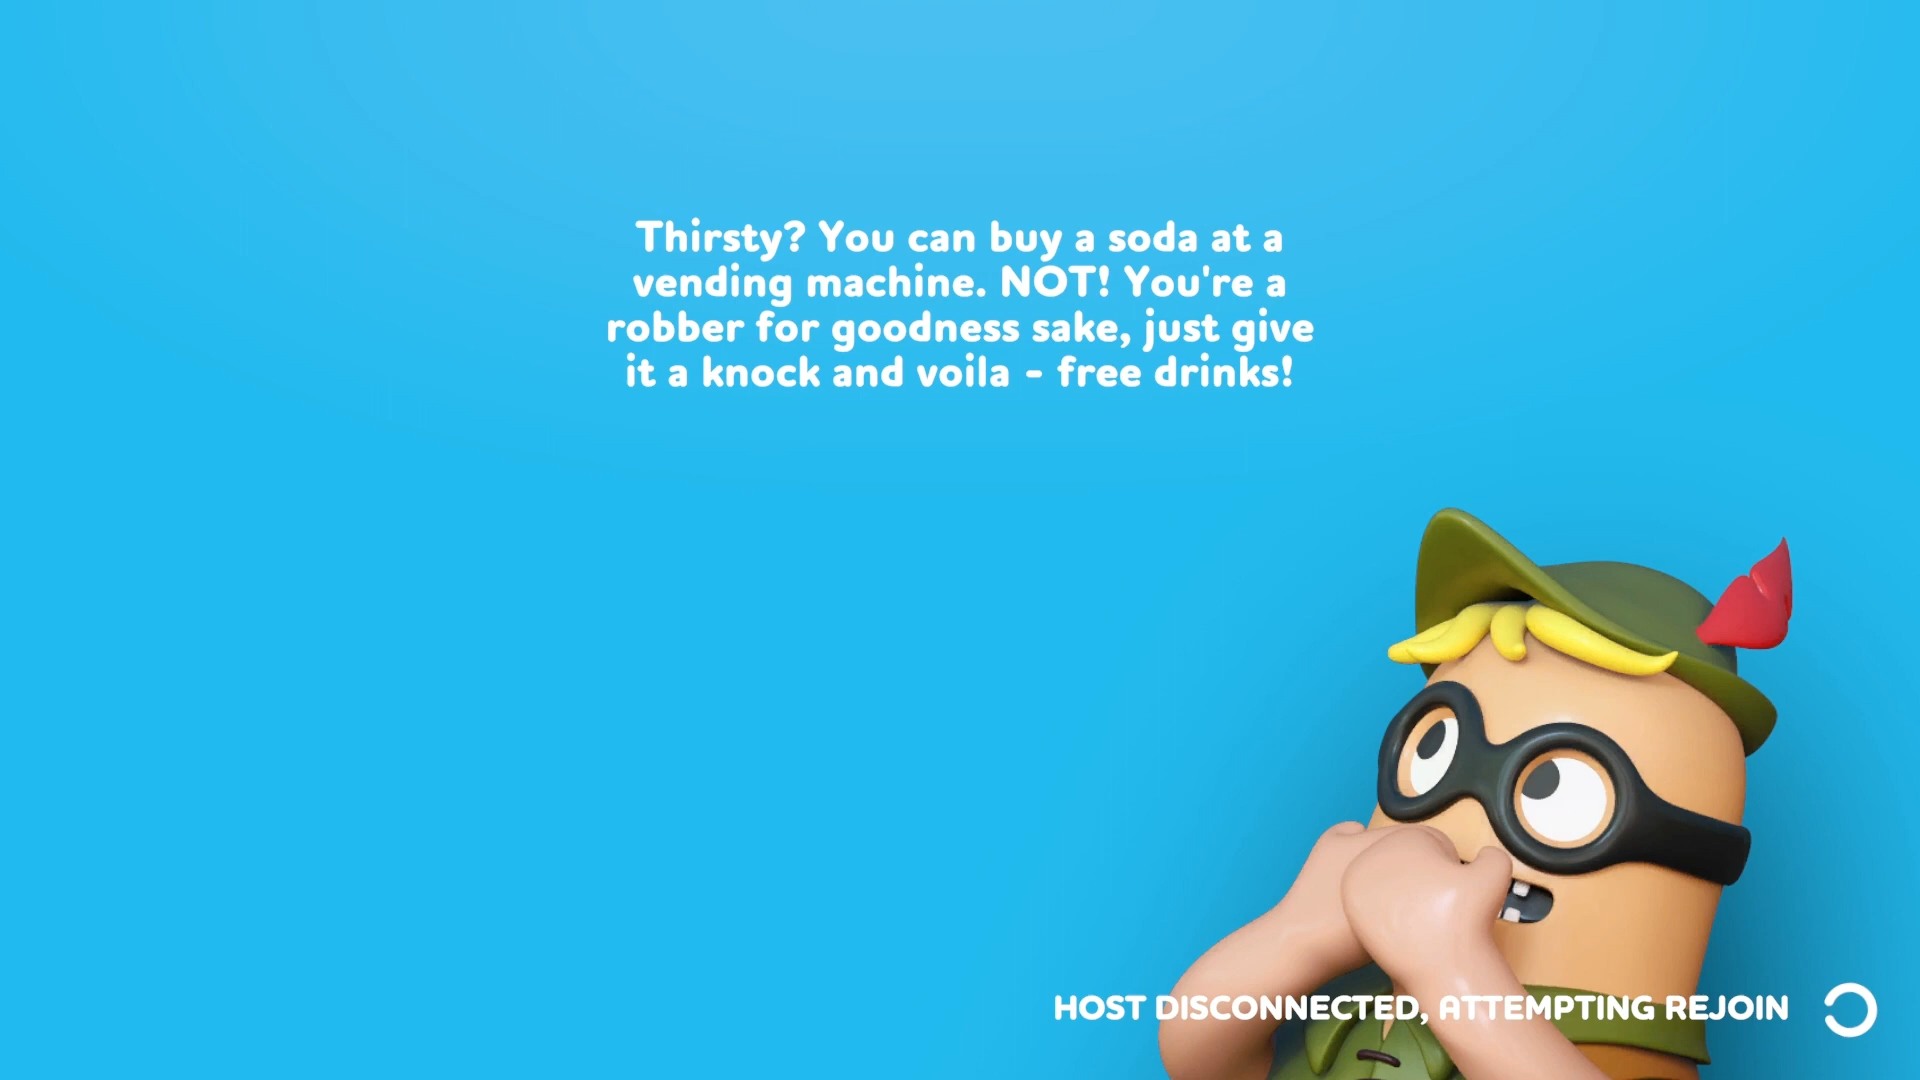 Thirsty? You can buy a soda at a
vending machine. NOT! You're a
robber for goodness sake, just give
it a knock and voila - free drinks!
HOST DISCONNECTED, ATTEMPTING REJOIN